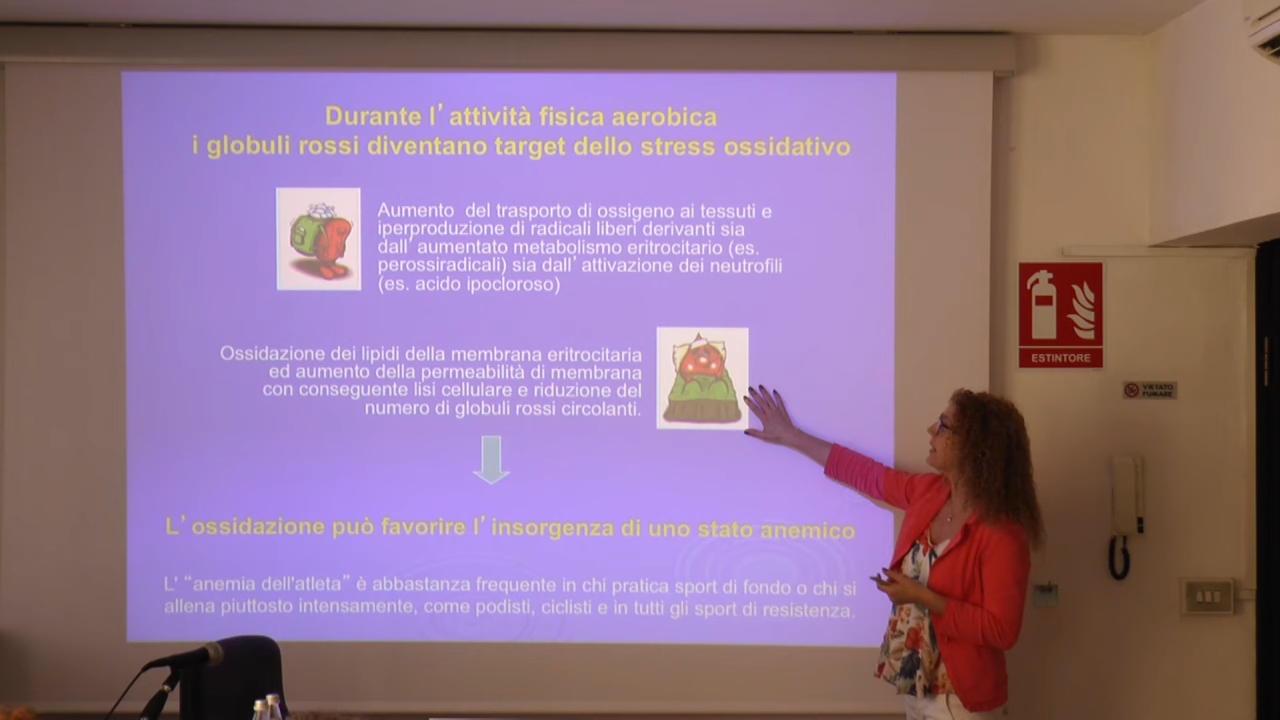 Durante l’ attività fisica aerobica
i globuli rossi diventano target dello stress ossidativo
Aumento del trasporto di ossigeno ai tessuti e
iperproduzione di radicali liberi derivanti sia
dall’ aumentato metabolismo eritrocitario (es.
perossiradicali) sia dall’ attivazione dei neutrofili
(es. acido ipocloroso)
Ossidazione dei lipidi della membrana eritrocitaria
ed aumento della permeabilità di membrana
con conseguente lisi cellulare e riduzione del
numero di globuli rossi circolanti.
L’ ossidazione può favorire l’ insorgenza di uno stato anemico
L' “anemia dell'atleta” è abbastanza frequente in chi pratica sport di fondo o chi si
allena piuttosto intensamente, come podisti, ciclisti e in tutti gli sport di resistenza.
ESTINTORE
VIETATO
FUMARE